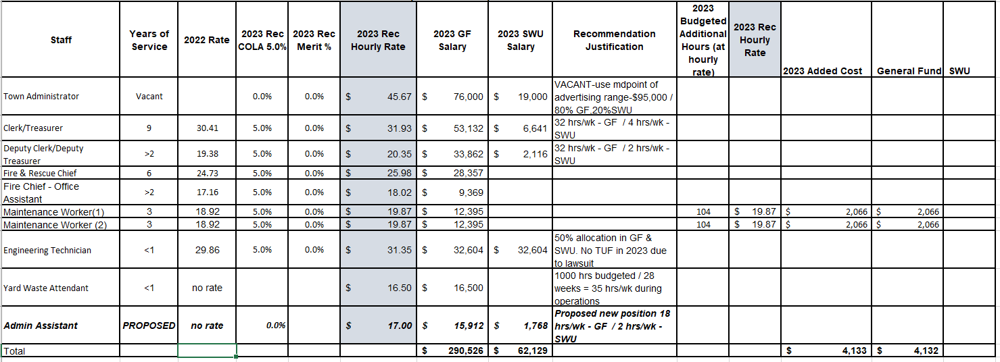 Staff Years of Service 2022 Rate 2023 Rec COLA 5.0% 2023 Rec Merit % 2023 Rec Hourly Rate 2023 GF Salary 2023 SWU Salary Recommendation Justification 2023 Budgeted Additional Hours (at hourly rate) 2023 Rec Hourly Rate 2023 Added Cost General Fund SWU
Town Administrator Vacant 0.0% 0.0% $ 45.67 $ 76,000 $ 19,000 VACANT-use mdpoint of advertising range-$95,000 / 80% GF,20%SWU
Clerk/Treasurer 9 30.41 5.0% 0.0% $ 31.93 $ 53,132 $ 6,641 32 hrs/wk - GF / 4 hrs/wk - SWU
Deputy Clerk/Deputy Treasurer >2 19.38 5.0% 0.0% $ 20.35 $ 33,862 $ 2,116 32 hrs/wk - GF / 2 hrs/wk - SWU
Fire & Rescue Chief 6 24.73 5.0% 0.0% $ 25.98 $ 28,357
Fire Chief - Office Assistant >2 17.16 5.0% 0.0% $ 18.02 $ 9,369
Maintenance Worker(1) 3 18.92 5.0% 0.0% $ 19.87 $ 12,395 104 $ 19.87 $ 2,066 $ 2,066
Maintenance Worker (2) 3 18.92 5.0% 0.0% $ 19.87 $ 12,395 104 $ 19.87 $ 2,066 $ 2,066
Engineering Technician <1 29.86 5.0% 0.0% $ 31.35 $ 32,604 $ 32,604 50% allocation in GF & SWU. No TUF in 2023 due to lawsuit
Yard Waste Attendant <1 no rate $ 16.50 $ 16,500 1000 hrs budgeted / 28 weeks = 35 hrs/wk during operations
Admin Assistant PROPOSED no rate 0.0% $ 17.00 $ 15,912 $ 1,768 Proposed new position 18 hrs/wk - GF / 2 hrs/wk - SWU
Total $ 290,526 $ 62,129 $ 4,133 $ 4,132